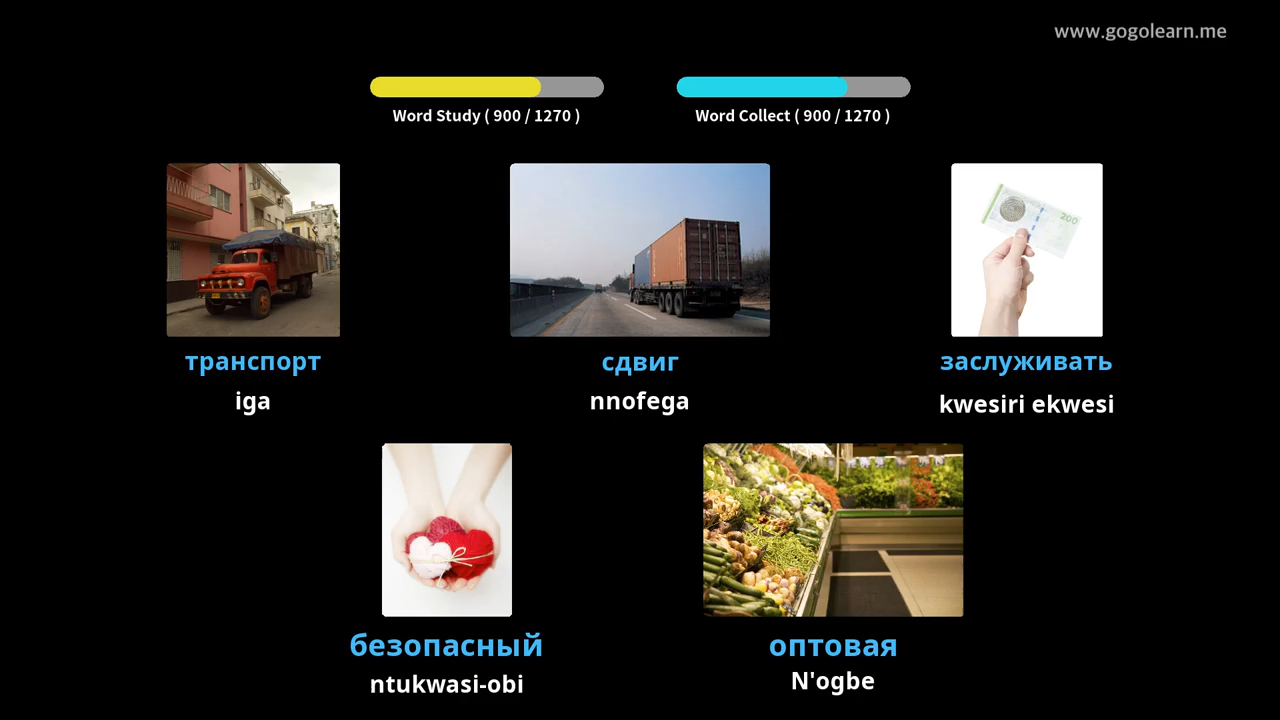 www.gogolearn.me
Word Study ( 900 / 1270 )
Word Collect ( 900 / 1270 )
транспорт
iga
сдвиг
nnofega
заслуживать
kwesiri ekwesi
безопасный
ntukwasi-obi
оптовая
N'ogbe